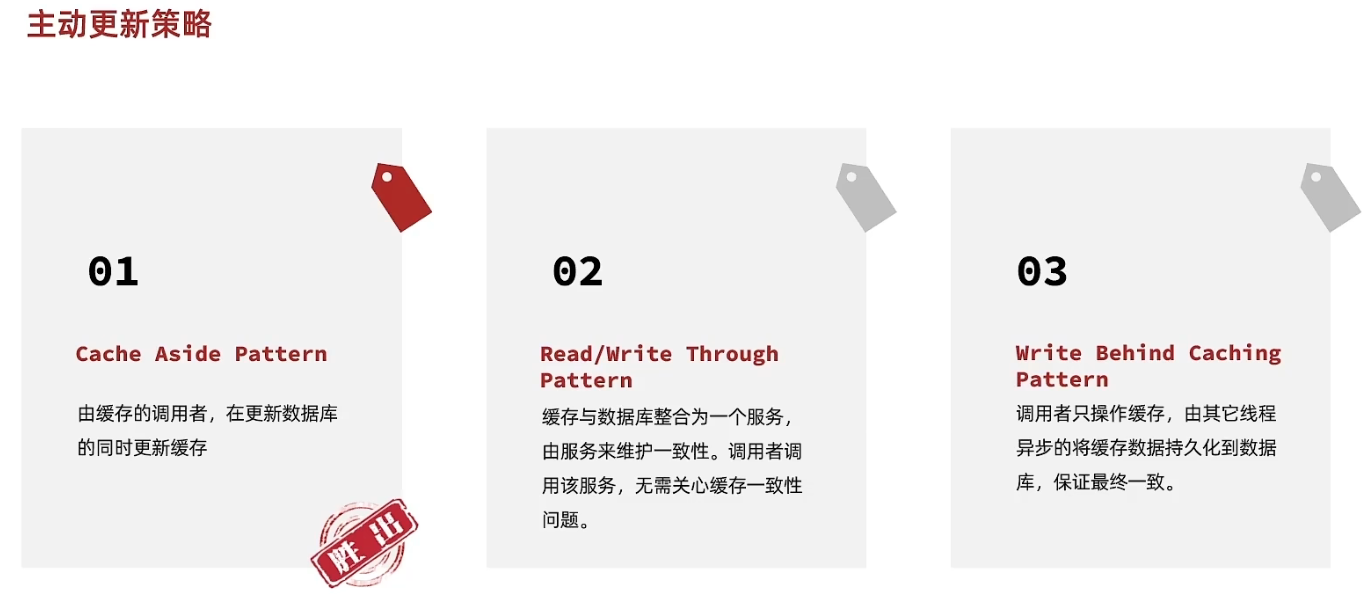 主动更新策略
01
Cache Aside Pattern
由缓存的调用者，在更新数据库
的同时更新缓存
胜出
02
Read/Write Through
Pattern
缓存与数据库整合为一个服务，
由服务来维护一致性。调用者调
用该服务，无需关心缓存一致性
问题。
03
Write Behind Caching
Pattern
调用者只操作缓存，由其它线程
异步的将缓存数据持久化到数据
库，保证最终一致。